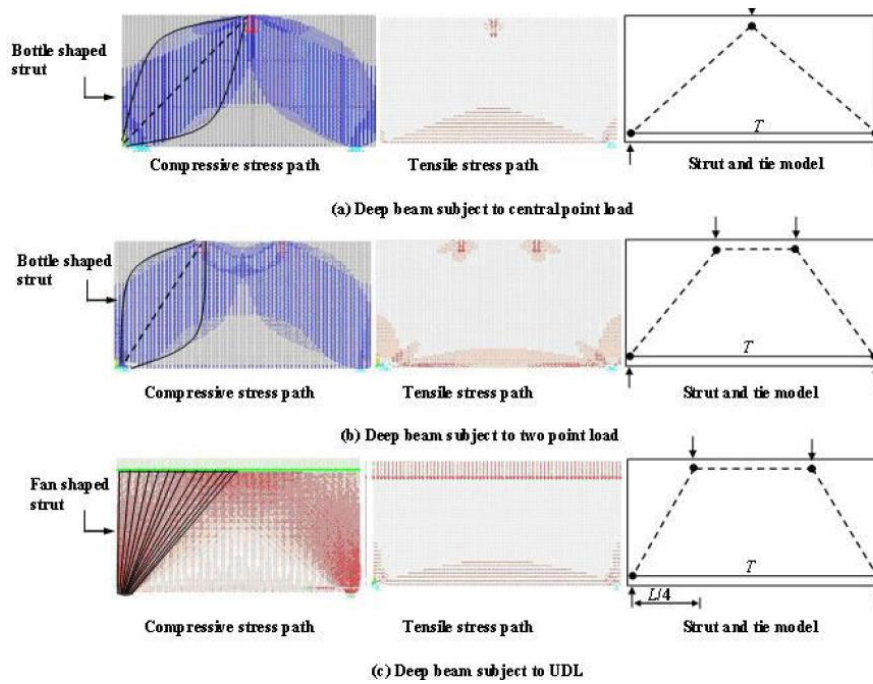 Bottle shaped
strut
T
Compressive stress path
Tensile stress path
Strut and tie model
(a) Deep beam subject to central point load
Bottle shaped
strut
T
Compressive stress path
Tensile stress path
Strut and tie model
(b) Deep beam subject to two point load
Fan shaped
strut
T
L/4
Compressive stress path
Tensile stress path
Strut and tie model
(c) Deep beam subject to UDL